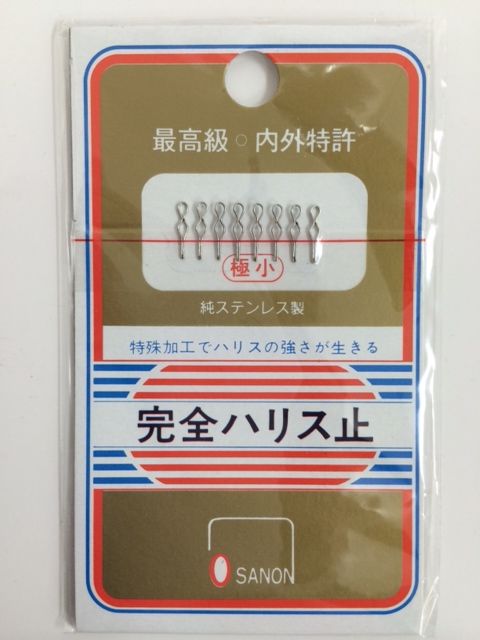 最高級○内外特許
極小
純ステンレス製
特殊加工でハリスの強さが生きる
完全ハリス止
SANON